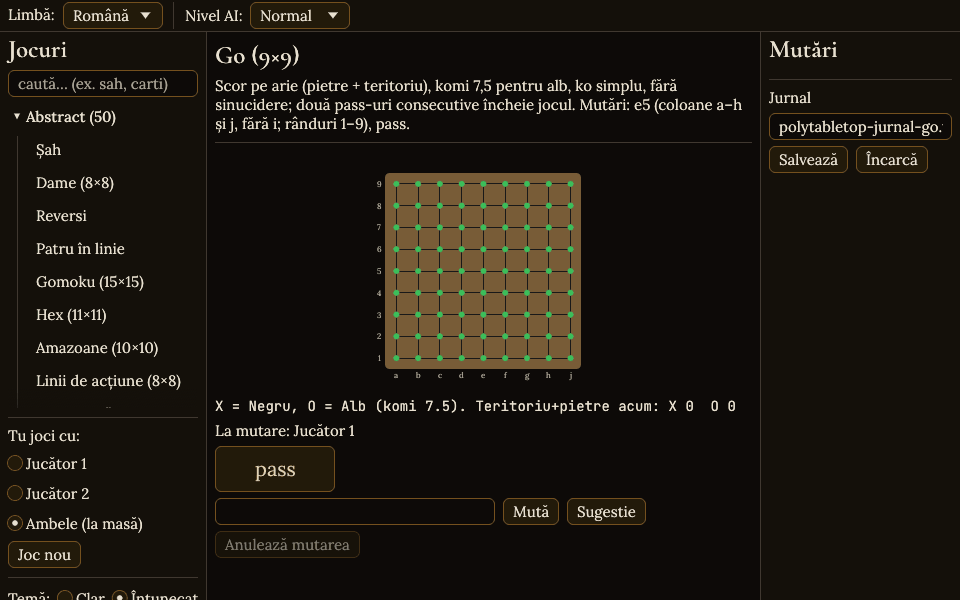 Limbă: Română Nivel AI: Normal
Jocuri
caută... (ex. sah, carti)
Abstract (50)
Șah
Dame (8×8)
Reversi
Patru în linie
Gomoku (15×15)
Hex (11×11)
Amazoane (10×10)
Linii de acțiune (8×8)
Tu joci cu:
Jucător 1
Jucător 2
Ambele (la masă)
Joc nou
Temă: Clar Întunecat
Go (9×9)
Scor pe arie (pietre + teritoriu), komi 7,5 pentru alb, ko simplu, fără
sinucidere; două pass-uri consecutive încheie jocul. Mutări: e5 (coloane a–h
și j, fără i; rânduri 1–9), pass.
9
8
7
6
5
4
3
2
1
a b c d e f g h j
X = Negru, O = Alb (komi 7.5). Teritoriu+pietre acum: X 0 O 0
La mutare: Jucător 1
pass
Mută Sugestie
Anulează mutarea
Mutări
Jurnal
polytabletop-jurnal-go.
Salvează Încarcă